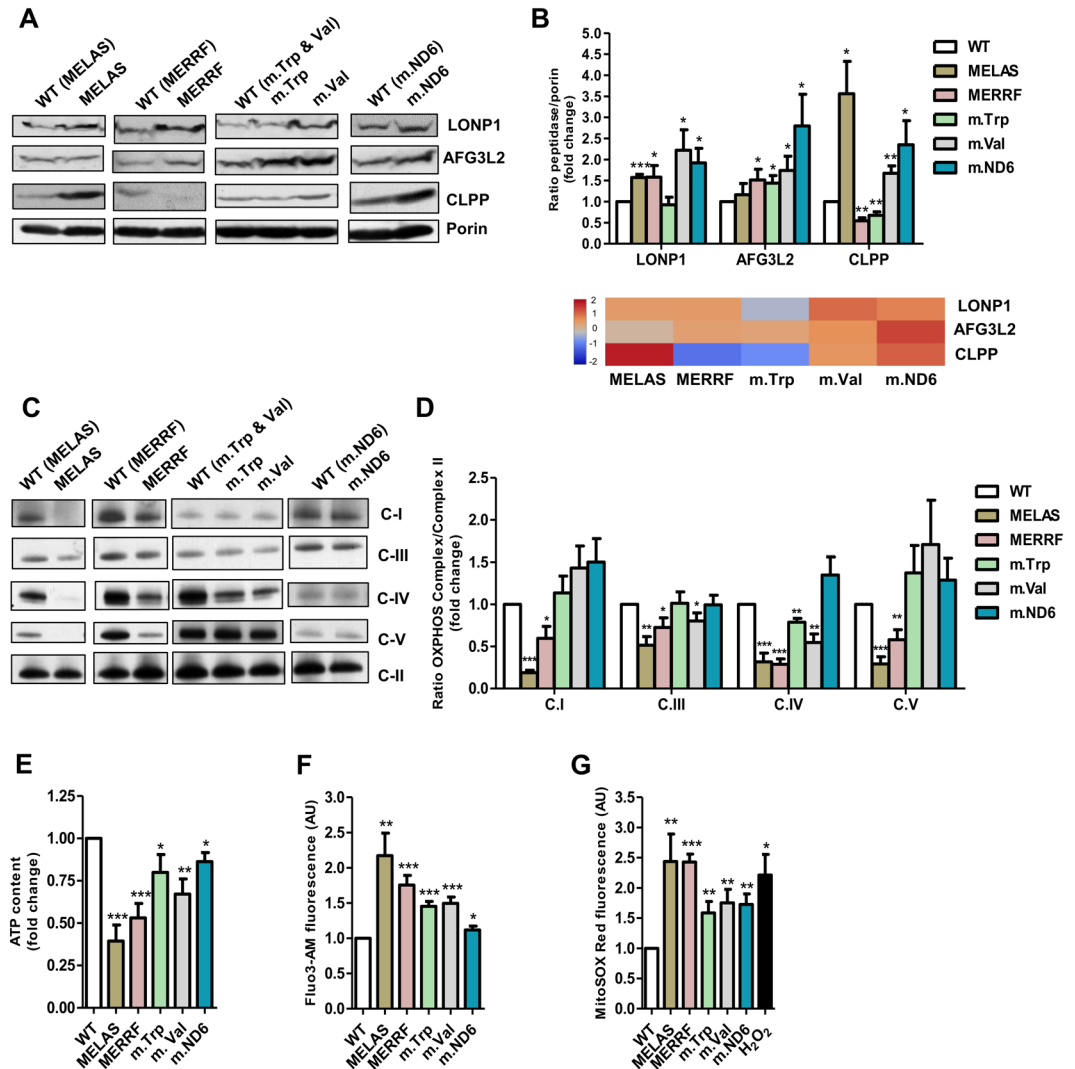 A
WT (MELAS)
MELAS
WT (MERRF)
MERRF
WT (m.Trp & Val)
m.Trp
m.Val
WT (m.ND6)
m.ND6
LONP1
AFG3L2
CLPP
Porin
B
Ratio peptidase/porin
(fold change)
5.0
4.5
4.0
3.5
3.0
2.5
2.0
1.5
1.0
0.5
0.0
*** * * *
* * * *
* ** ** ** *
LONP1 AFG3L2 CLPP
WT
MELAS
MERRF
m.Trp
m.Val
m.ND6
2
1
0
-1
-2
LONP1
AFG3L2
CLPP
MELAS MERRF m.Trp m.Val m.ND6
C
WT (MELAS)
MELAS
WT (MERRF)
MERRF
WT (m.Trp & Val)
m.Trp
m.Val
WT (m.ND6)
m.ND6
C-I
C-III
C-IV
C-V
C-II
D
Ratio OXPHOS Complex/Complex II
(fold change)
2.5
2.0
1.5
1.0
0.5
0.0
*** *
** * *
*** *** ** **
*** **
C.I C.III C.IV C.V
WT
MELAS
MERRF
m.Trp
m.Val
m.ND6
E
ATP content
(fold change)
1.25
1.00
0.75
0.50
0.25
0.00
*** *** * ** *
WT MELAS MERRF m.Trp m. Val m.ND6
F
Fluo3-AM fluorescence (AU)
3.0
2.5
2.0
1.5
1.0
0.5
0.0
** *** *** *** *
WT MELAS MERRF m.Trp m.Val m.ND6
G
MitoSOX Red fluorescence (AU)
3.5
3.0
2.5
2.0
1.5
1.0
0.5
0.0
** *** ** ** ** *
WT MELAS MERRF m.Trp m.Val m.ND6 H₂O₂